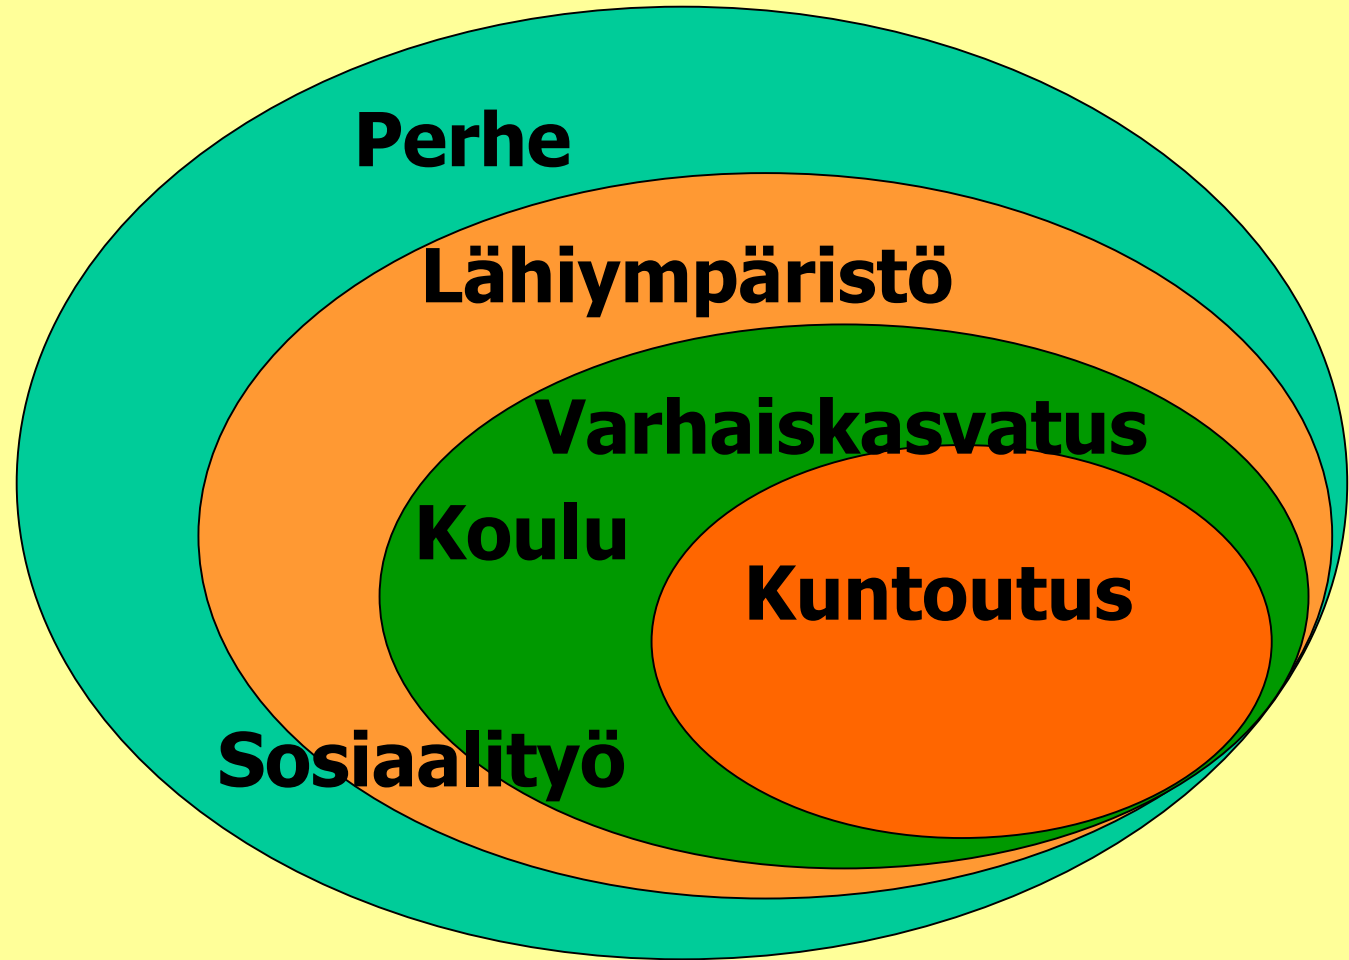 Perhe
Lähiympäristö
Varhaiskasvatus
Koulu
Kuntoutus
Sosiaalityö